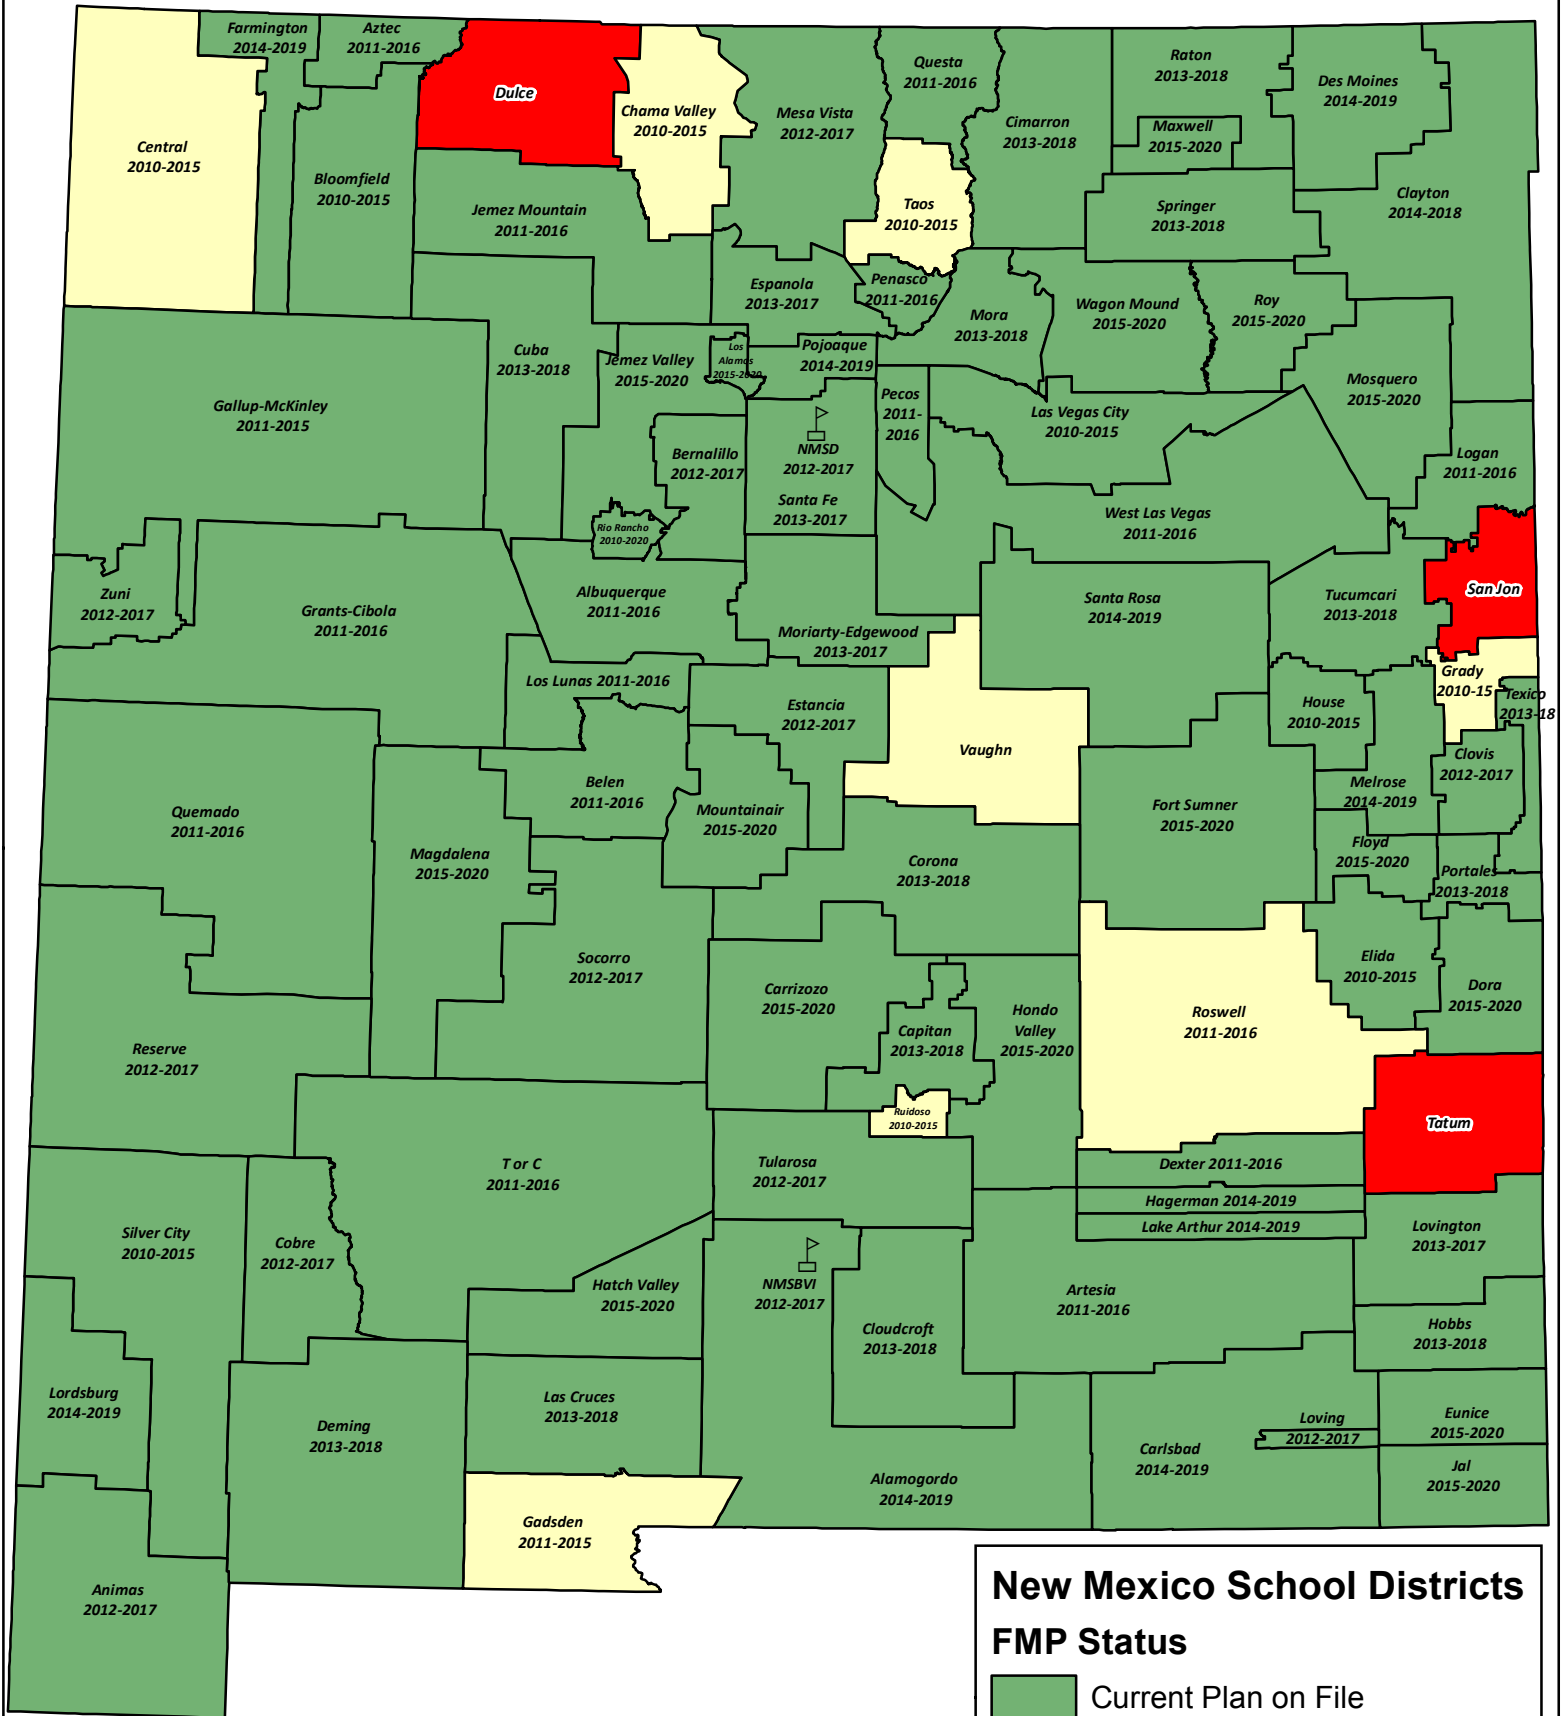 Farmington
2014-2019
Aztec
2011-2016
Dulce
Chama Valley
2010-2015
Mesa Vista
2012-2017
Questa
2011-2016
Cimarron
2013-2018
Raton
2013-2018
Maxwell
2015-2020
Des Moines
2014-2019
Central
2010-2015
Bloomfield
2010-2015
Jemez Mountain
2011-2016
Taos
2010-2015
Springer
2013-2018
Clayton
2014-2018
Espanola
2013-2017
Penasco
2011-2016
Mora
2013-2018
Wagon Mound
2015-2020
Roy
2015-2020
Cuba
2013-2018
Jemez Valley
2015-2020
Los
Alamos
2015-2020
Pojoaque
2014-2019
Pecos
2011-
2016
Las Vegas City
2010-2015
Mosquero
2015-2020
Gallup-McKinley
2011-2015
Bernalillo
2012-2017
NMSD
2012-2017
Santa Fe
2013-2017
Logan
2011-2016
Rio Rancho
2010-2020
West Las Vegas
2011-2016
Zuni
2012-2017
Grants-Cibola
2011-2016
Albuquerque
2011-2016
Moriarty-Edgewood
2013-2017
Santa Rosa
2014-2019
Tucumcari
2013-2018
San Jon
Los Lunas 2011-2016
Estancia
2012-2017
Vaughn
House
2010-2015
Grady
2010-15
Texico
2013-18
Quemado
2011-2016
Belen
2011-2016
Mountainair
2015-2020
Fort Sumner
2015-2020
Melrose
2014-2019
Clovis
2012-2017
Magdalena
2015-2020
Corona
2013-2018
Floyd
2015-2020
Portales
2013-2018
Socorro
2012-2017
Carrizozo
2015-2020
Capitan
2013-2018
Hondo
Valley
2015-2020
Roswell
2011-2016
Elida
2010-2015
Dora
2015-2020
Reserve
2012-2017
Ruidoso
2010-2015
Tatum
T or C
2011-2016
Tularosa
2012-2017
Dexter 2011-2016
Hagerman 2014-2019
Lake Arthur 2014-2019
Silver City
2010-2015
Cobre
2012-2017
Hatch Valley
2015-2020
NMSBVI
2012-2017
Artesia
2011-2016
Lovington
2013-2017
Cloudcroft
2013-2018
Hobbs
2013-2018
Lordsburg
2014-2019
Deming
2013-2018
Las Cruces
2013-2018
Alamogordo
2014-2019
Carlsbad
2014-2019
Loving
2012-2017
Eunice
2015-2020
Jal
2015-2020
Gadsden
2011-2015
Animas
2012-2017
New Mexico School Districts
FMP Status
Current Plan on File